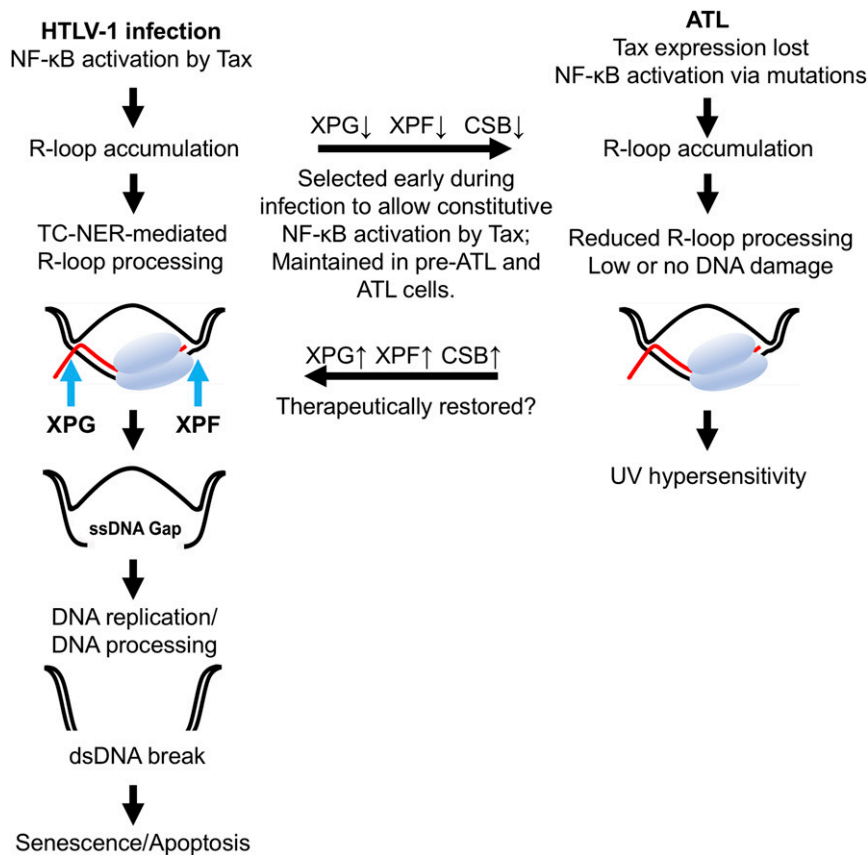 HTLV-1 infection
NF-κB activation by Tax
R-loop accumulation
TC-NER-mediated
R-loop processing
XPG
XPF
ssDNA Gap
DNA replication/
DNA processing
dsDNA break
Senescence/Apoptosis
XPG↓ XPF↓ CSB↓
Selected early during
infection to allow constitutive
NF-κB activation by Tax;
Maintained in pre-ATL and
ATL cells.
XPG↑ XPF↑ CSB↑
Therapeutically restored?
ATL
Tax expression lost
NF-κB activation via mutations
R-loop accumulation
Reduced R-loop processing
Low or no DNA damage
UV hypersensitivity